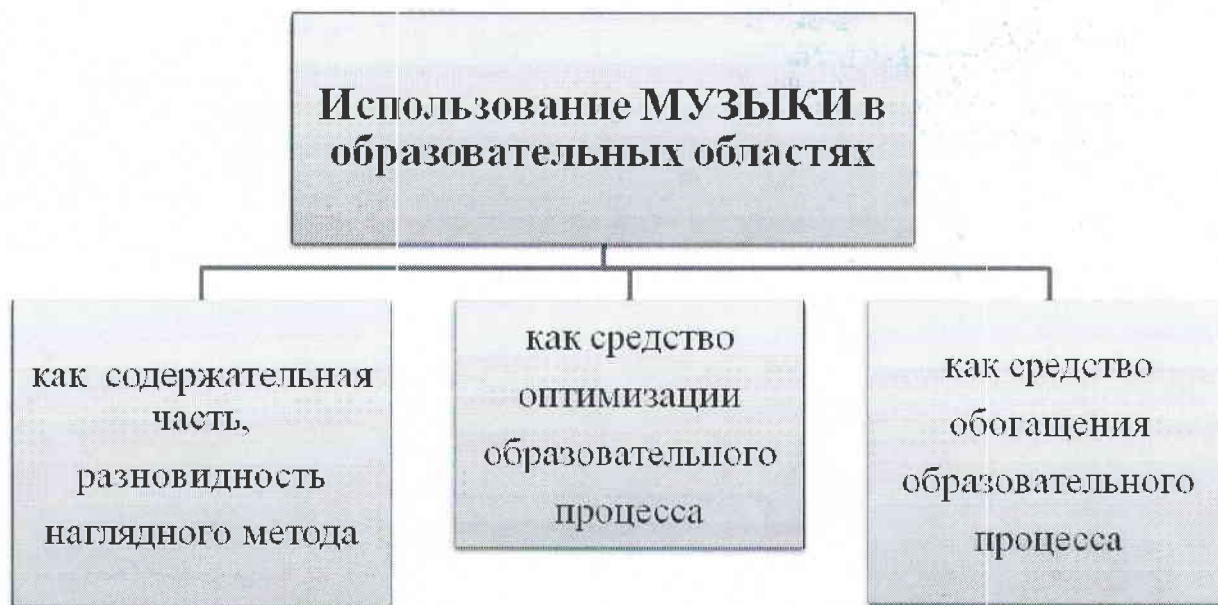 Использование МУЗЫКИ в
образовательных областях
как содержательная
часть,
разновидность
наглядного метода
как средство
оптимизации
образовательного
процесса
как средство
обогащения
образовательного
процесса